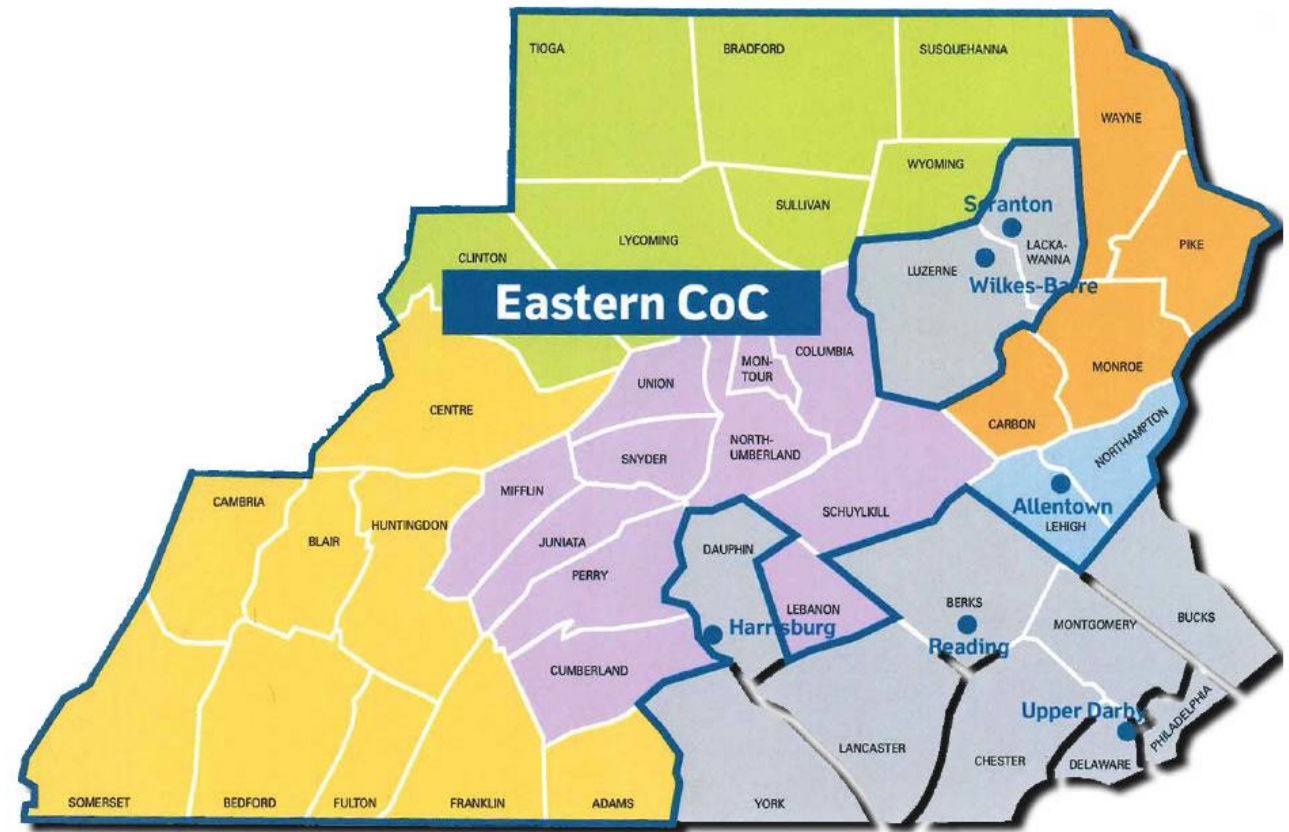 TIOGA
BRADFORD
SUSQUEHANNA
WAYNE
WYOMING
SULLIVAN
Scranton
LYCOMING
PIKE
CLINTON
LACKA-
WANNA
LUZERNE
Wilkes-Barre
Eastern CoC
COLUMBIA
MON-
TOUR
MONROE
UNION
CENTRE
CARBON
NORTHAMPTON
NORTH-
UMBERLAND
SNYDER
MIFFLIN
CAMBRIA
Allentown
SCHUYLKILL
HUNTINGDON
LEHIGH
BLAIR
JUNIATA
DAUPHIN
PERRY
BERKS
LEBANON
MONTGOMERY
BUCKS
Harrisburg
Reading
CUMBERLAND
Upper Darby
PHILADELPHIA
LANCASTER
CHESTER
DELAWARE
SOMERSET
BEDFORD
FULTON
FRANKLIN
ADAMS
YORK